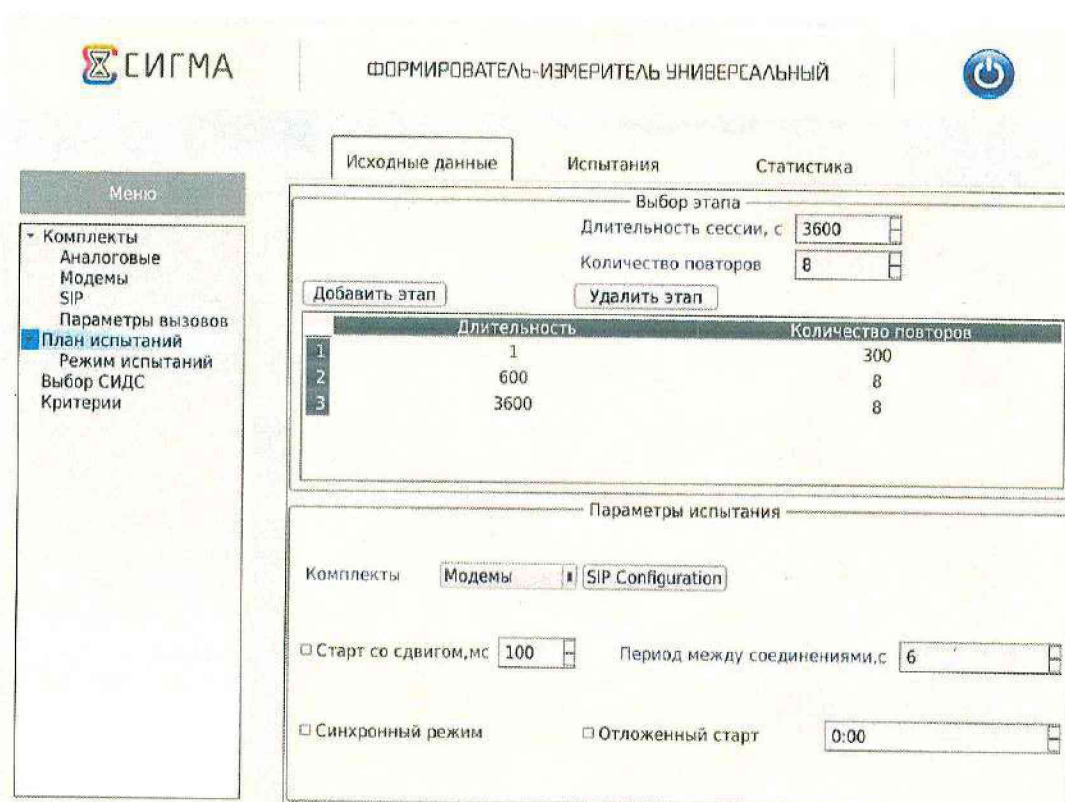 СИГМА
ФОРМИРОВАТЕЛЬ-ИЗМЕРИТЕЛЬ УНИВЕРСАЛЬНЫЙ
Исходные данные Испытания Статистика
Меню
Комплекты
Аналоговые
Модемы
SIP
Параметры вызовов
План испытаний
Режим испытаний
Выбор СИДС
Критерии
Выбор этапа
Длительность сессии, с 3600
Количество повторов 8
Добавить этап Удалить этап
Длительность Количество повторов
1 1 300
2 600 8
3 3600 8
Параметры испытания
Комплекты Модемы SIP Configuration
Старт со сдвигом,мс 100 Период между соединениями,с 6
Синхронный режим Отложенный старт 0:00